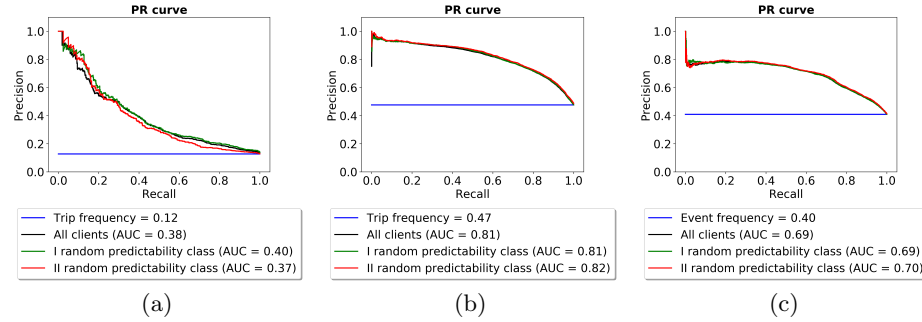 PR curve
1.0
0.8
0.6
0.4
0.2
0.0
Precision
0.0 0.2 0.4 0.6 0.8 1.0
Recall
Trip frequency = 0.12
All clients (AUC = 0.38)
I random predictability class (AUC = 0.40)
II random predictability class (AUC = 0.37)
(a)
PR curve
1.0
0.8
0.6
0.4
0.2
0.0
Precision
0.0 0.2 0.4 0.6 0.8 1.0
Recall
Trip frequency = 0.47
All clients (AUC = 0.81)
I random predictability class (AUC = 0.81)
II random predictability class (AUC = 0.82)
(b)
PR curve
1.0
0.8
0.6
0.4
0.2
0.0
Precision
0.0 0.2 0.4 0.6 0.8 1.0
Recall
Event frequency = 0.40
All clients (AUC = 0.69)
I random predictability class (AUC = 0.69)
II random predictability class (AUC = 0.70)
(c)